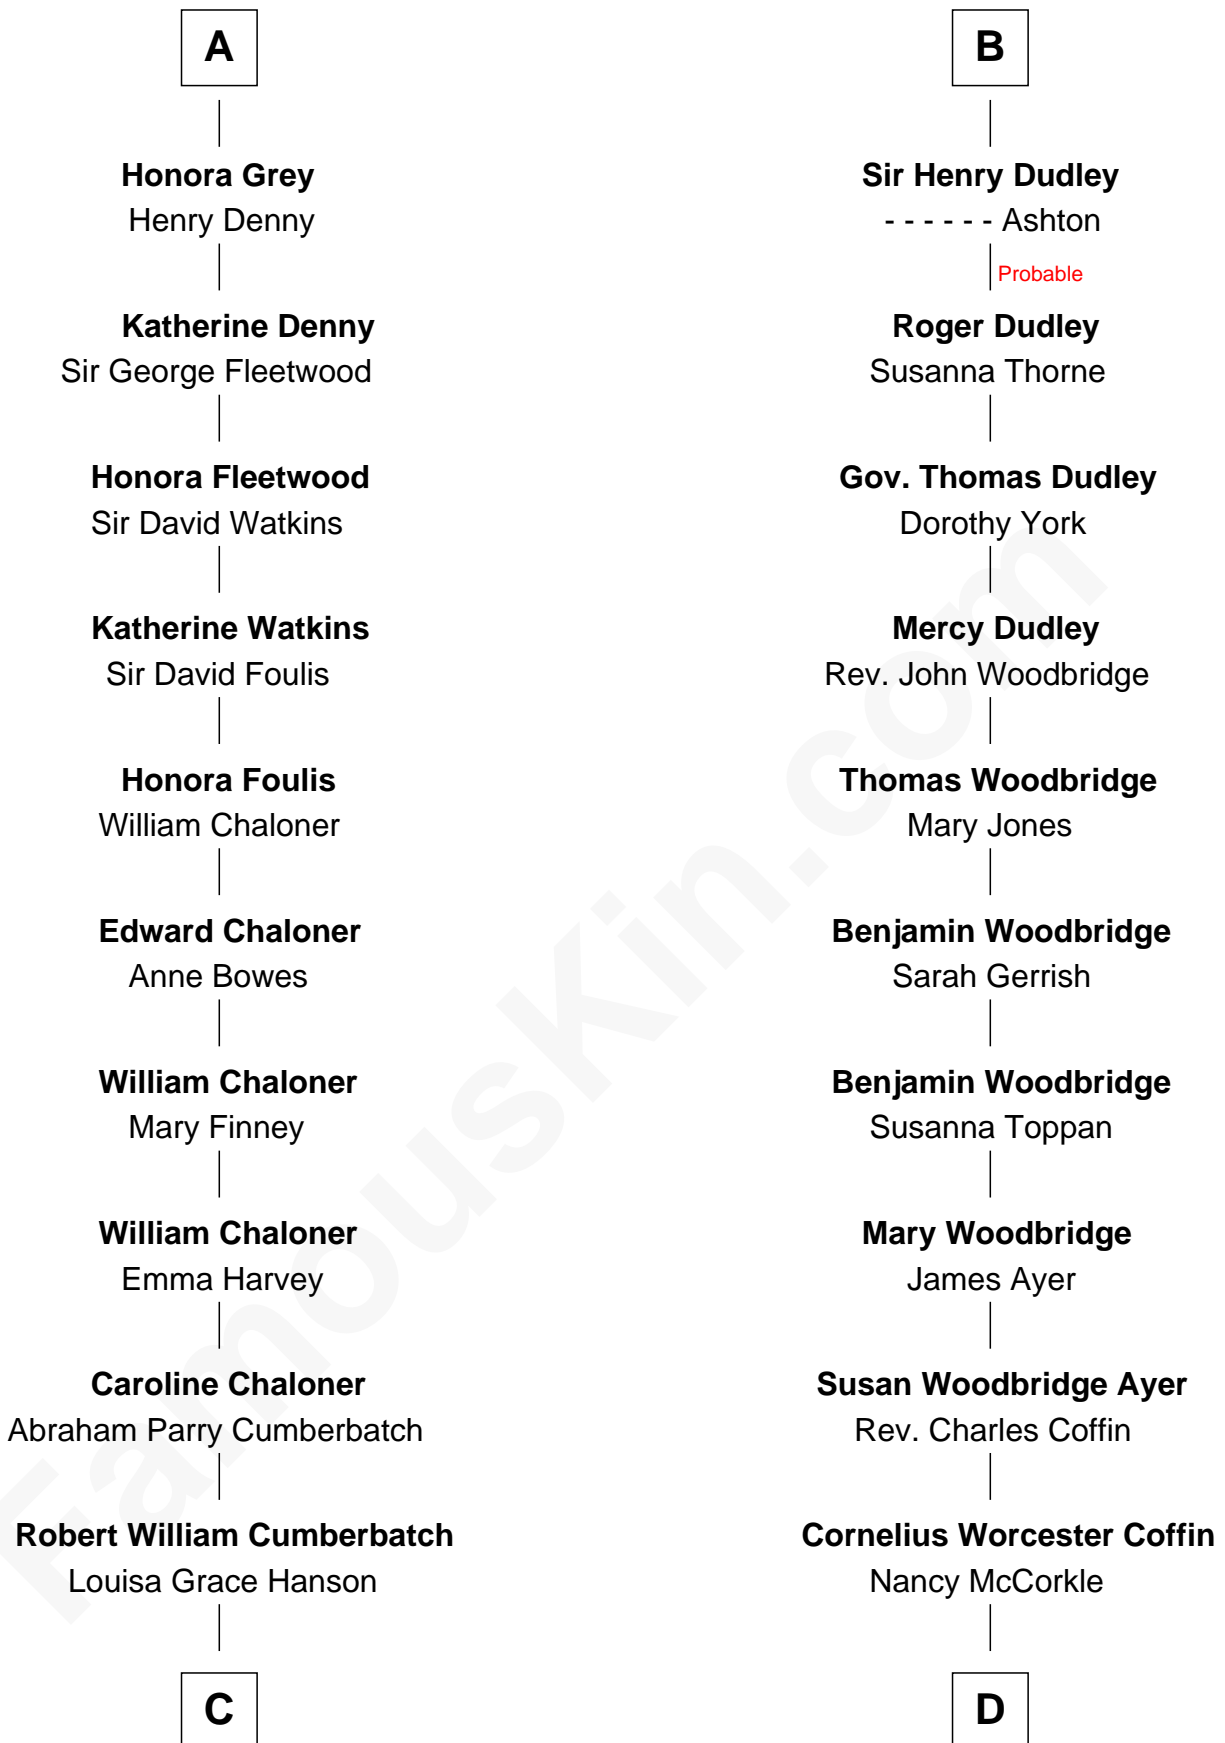 A
Honora Grey
Henry Denny
Katherine Denny
Sir George Fleetwood
Honora Fleetwood
Sir David Watkins
Katherine Watkins
Sir David Foulis
Honora Foulis
William Chaloner
Edward Chaloner
Anne Bowes
William Chaloner
Mary Finney
William Chaloner
Emma Harvey
Caroline Chaloner
Abraham Parry Cumberbatch
Robert William Cumberbatch
Louisa Grace Hanson
C
B
Sir Henry Dudley
- - - - - - Ashton
Probable
Roger Dudley
Susanna Thorne
Gov. Thomas Dudley
Dorothy York
Mercy Dudley
Rev. John Woodbridge
Thomas Woodbridge
Mary Jones
Benjamin Woodbridge
Sarah Gerrish
Benjamin Woodbridge
Susanna Toppan
Mary Woodbridge
James Ayer
Susan Woodbridge Ayer
Rev. Charles Coffin
Cornelius Worcester Coffin
Nancy McCorkle
D
FamousKin.com